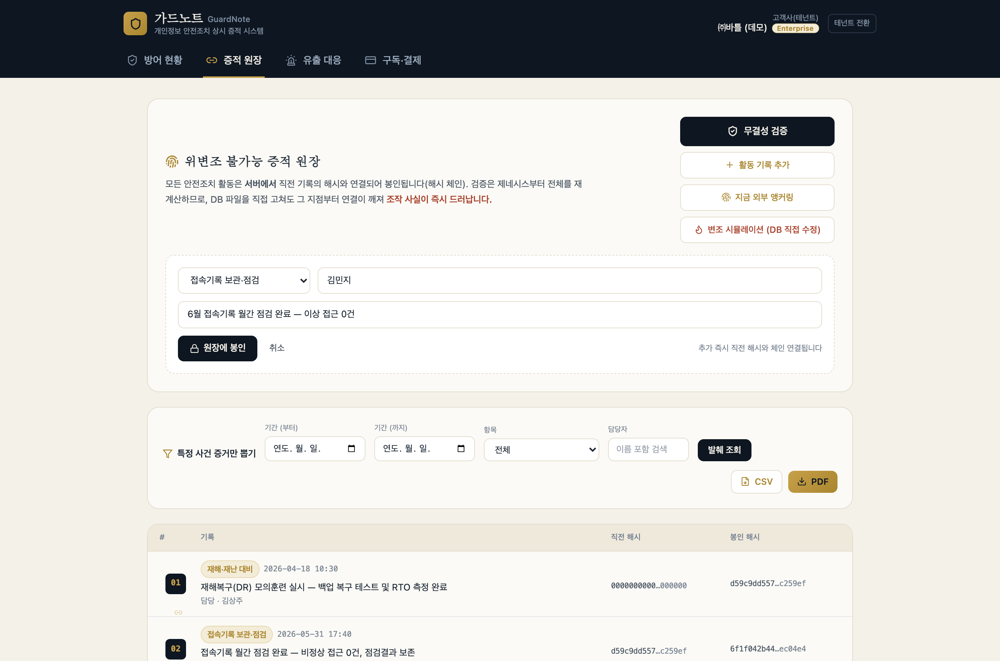 가드노트 GuardNote
개인정보 안전조치 상시 증적 시스템
고객사(테넌트)
㈜바틀 (데모) Enterprise
테넌트 전환
방어 현황
증적 원장
유출 대응
구독·결제
위변조 불가능 증적 원장
모든 안전조치 활동은 서버에서 직전 기록의 해시와 연결되어 봉인됩니다(해시 체인). 검증은 제네시스부터 전체를 재
계산하므로, DB 파일을 직접 고쳐도 그 지점부터 연결이 깨져 조작 사실이 즉시 드러납니다.
무결성 검증
+ 활동 기록 추가
지금 외부 앵커링
변조 시뮬레이션 (DB 직접 수정)
접속기록 보관·점검
김민지
6월 접속기록 월간 점검 완료 — 이상 접근 0건
원장에 봉인
취소
추가 즉시 직전 해시와 체인 연결됩니다
특정 사건 증거만 뽑기
기간 (부터)
연도. 월. 일.
기간 (까지)
연도. 월. 일.
항목
전체
담당자
이름 포함 검색
발췌 조회
CSV
PDF
# 기록 직전 해시 봉인 해시
01
재해·재난 대비 2026-04-18 10:30
재해복구(DR) 모의훈련 실시 — 백업 복구 테스트 및 RTO 측정 완료
담당 · 김상주
0000000000…000000
d59c9dd557…c259ef
02
접속기록 보관·점검 2026-05-31 17:40
접속기록 월간 점검 완료 — 비정상 접근 0건, 점검결과 보존
d59c9dd557…c259ef
6f1f042b44…ec04e4